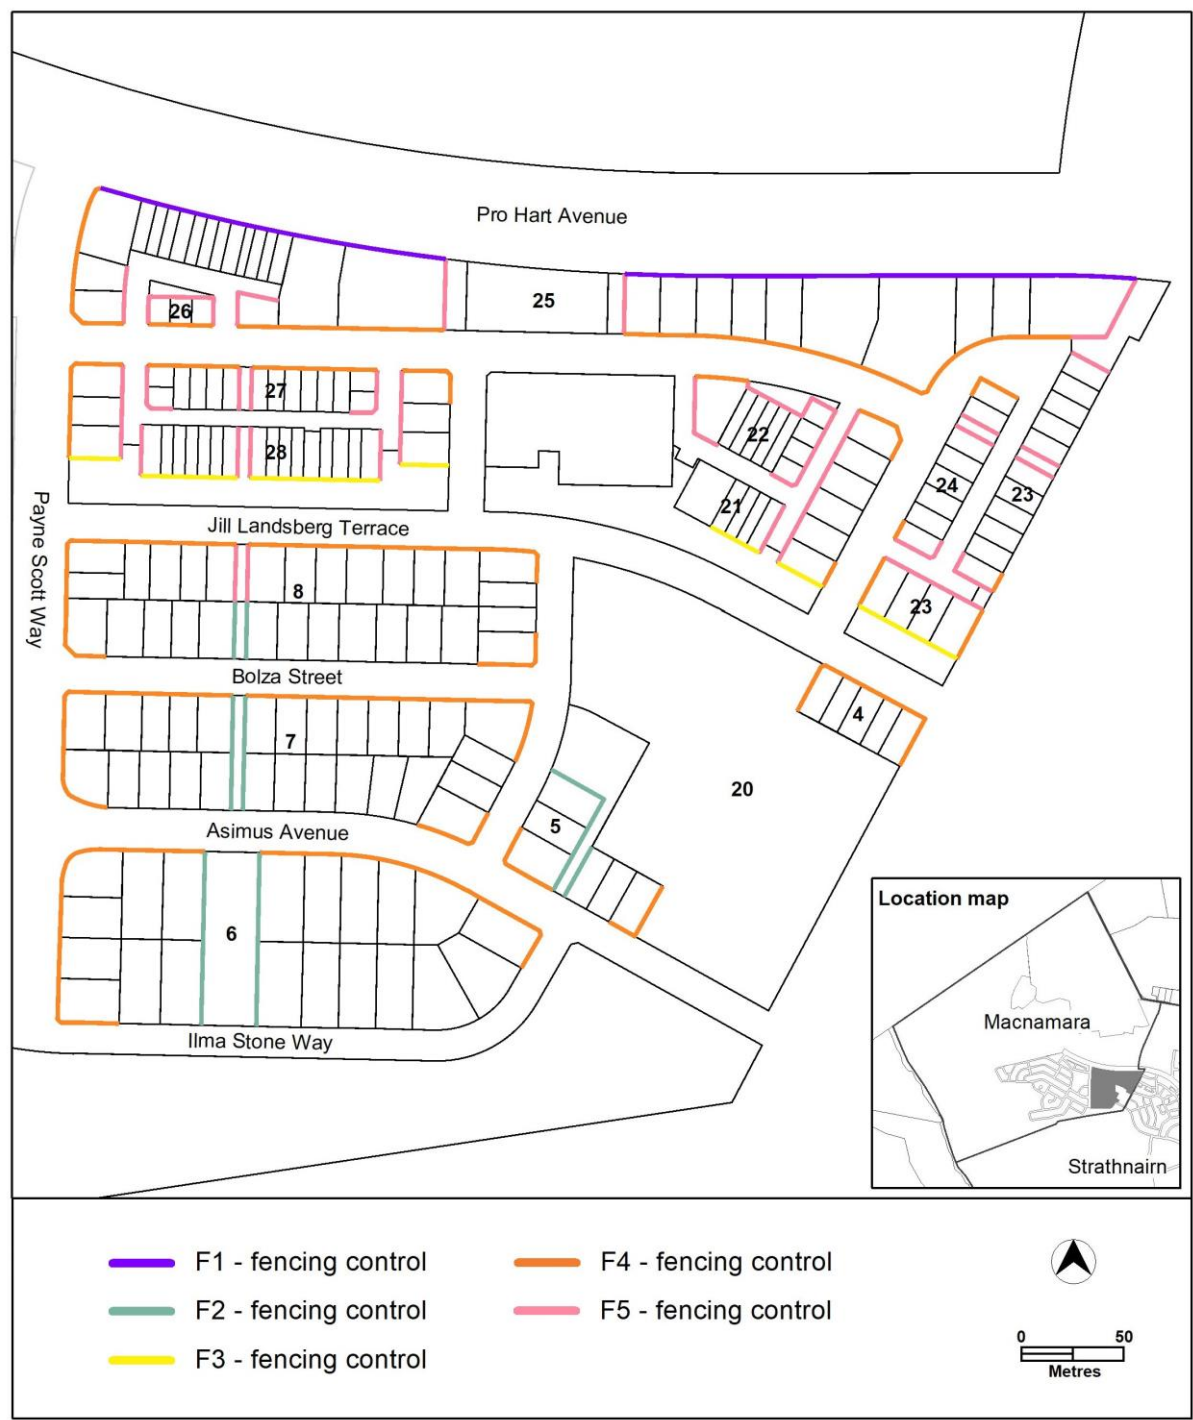 Pro Hart Avenue
25
26
27
22
28
24
23
21
Payne Scott Way
Jill Landsberg Terrace
8
23
Bolza Street
4
7
20
5
Asimus Avenue
Location map
6
Macnamara
Ilma Stone Way
Strathnairn
F1 - fencing control
F4 - fencing control
F2 - fencing control
F5 - fencing control
F3 - fencing control
0 50
Metres